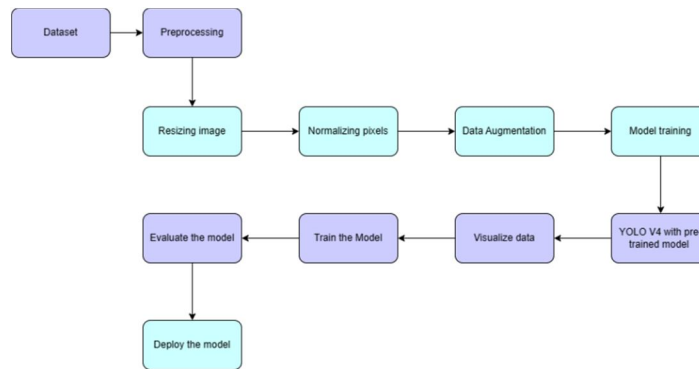 Dataset
Preprocessing
Resizing image
Normalizing pixels
Data Augmentation
Model training
YOLO V4 with pre
trained model
Visualize data
Train the Model
Evaluate the model
Deploy the model